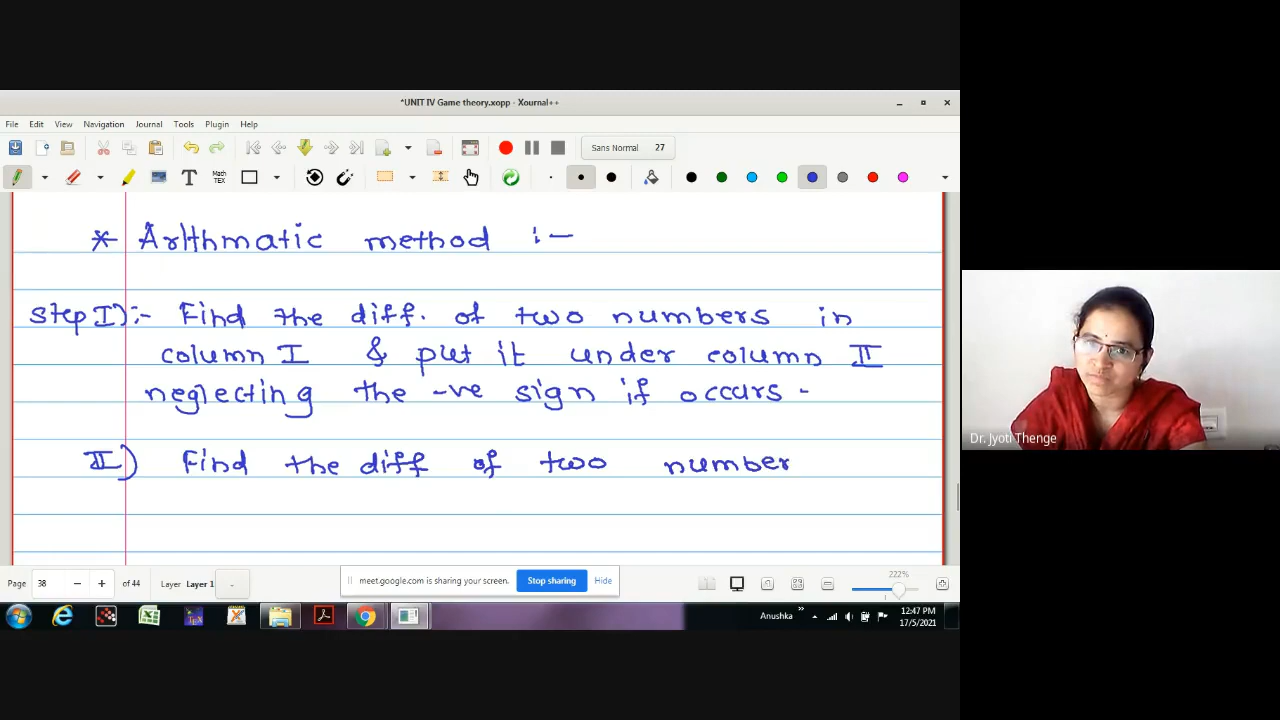 *UNIT IV Game theory.xopp - Xournal++
File Edit View Navigation Journal Tools Plugin Help
Sans Normal 27
* Arithmatic method :-
Step I) :- Find the diff. of two numbers in
column I & put it under column II
neglecting the -ve sign if occurs.
II) Find the diff of two number
Dr. Jyoti Thenge
Page 38 of 44 Layer Layer 1
meet.google.com is sharing your screen. Stop sharing Hide
222%
Anushka
12:47 PM
17/5/2021